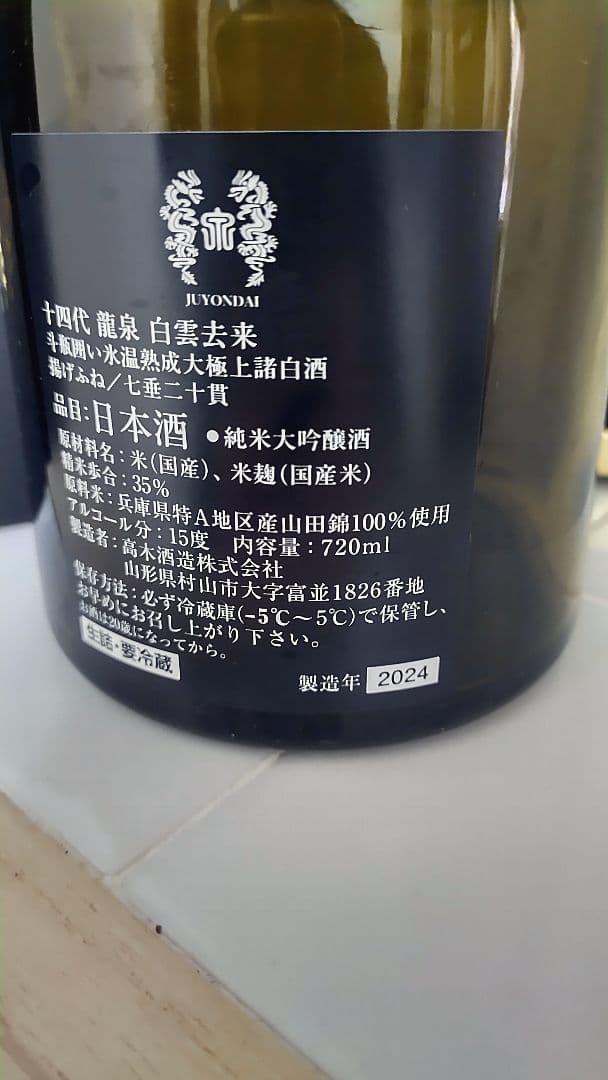 泉
JUYONDAI
十四代 龍泉 白雲去来
斗瓶囲い氷温熟成大極上諸白酒
揚げふね／七垂二十貫
品目:日本酒 ●純米大吟醸酒
原材料名：米(国産)、米麹(国産米)
精米歩合：35%
原料米：兵庫県特A地区産山田錦100%使用
アルコール分：15度 内容量：720ml
製造者：高木酒造株式会社
山形県村山市大字富並1826番地
保存方法：必ず冷蔵庫(-5℃～5℃)で保管し、
お早めにお召し上がり下さい。
お酒は20歳になってから。
生詰・要冷蔵
製造年 2024